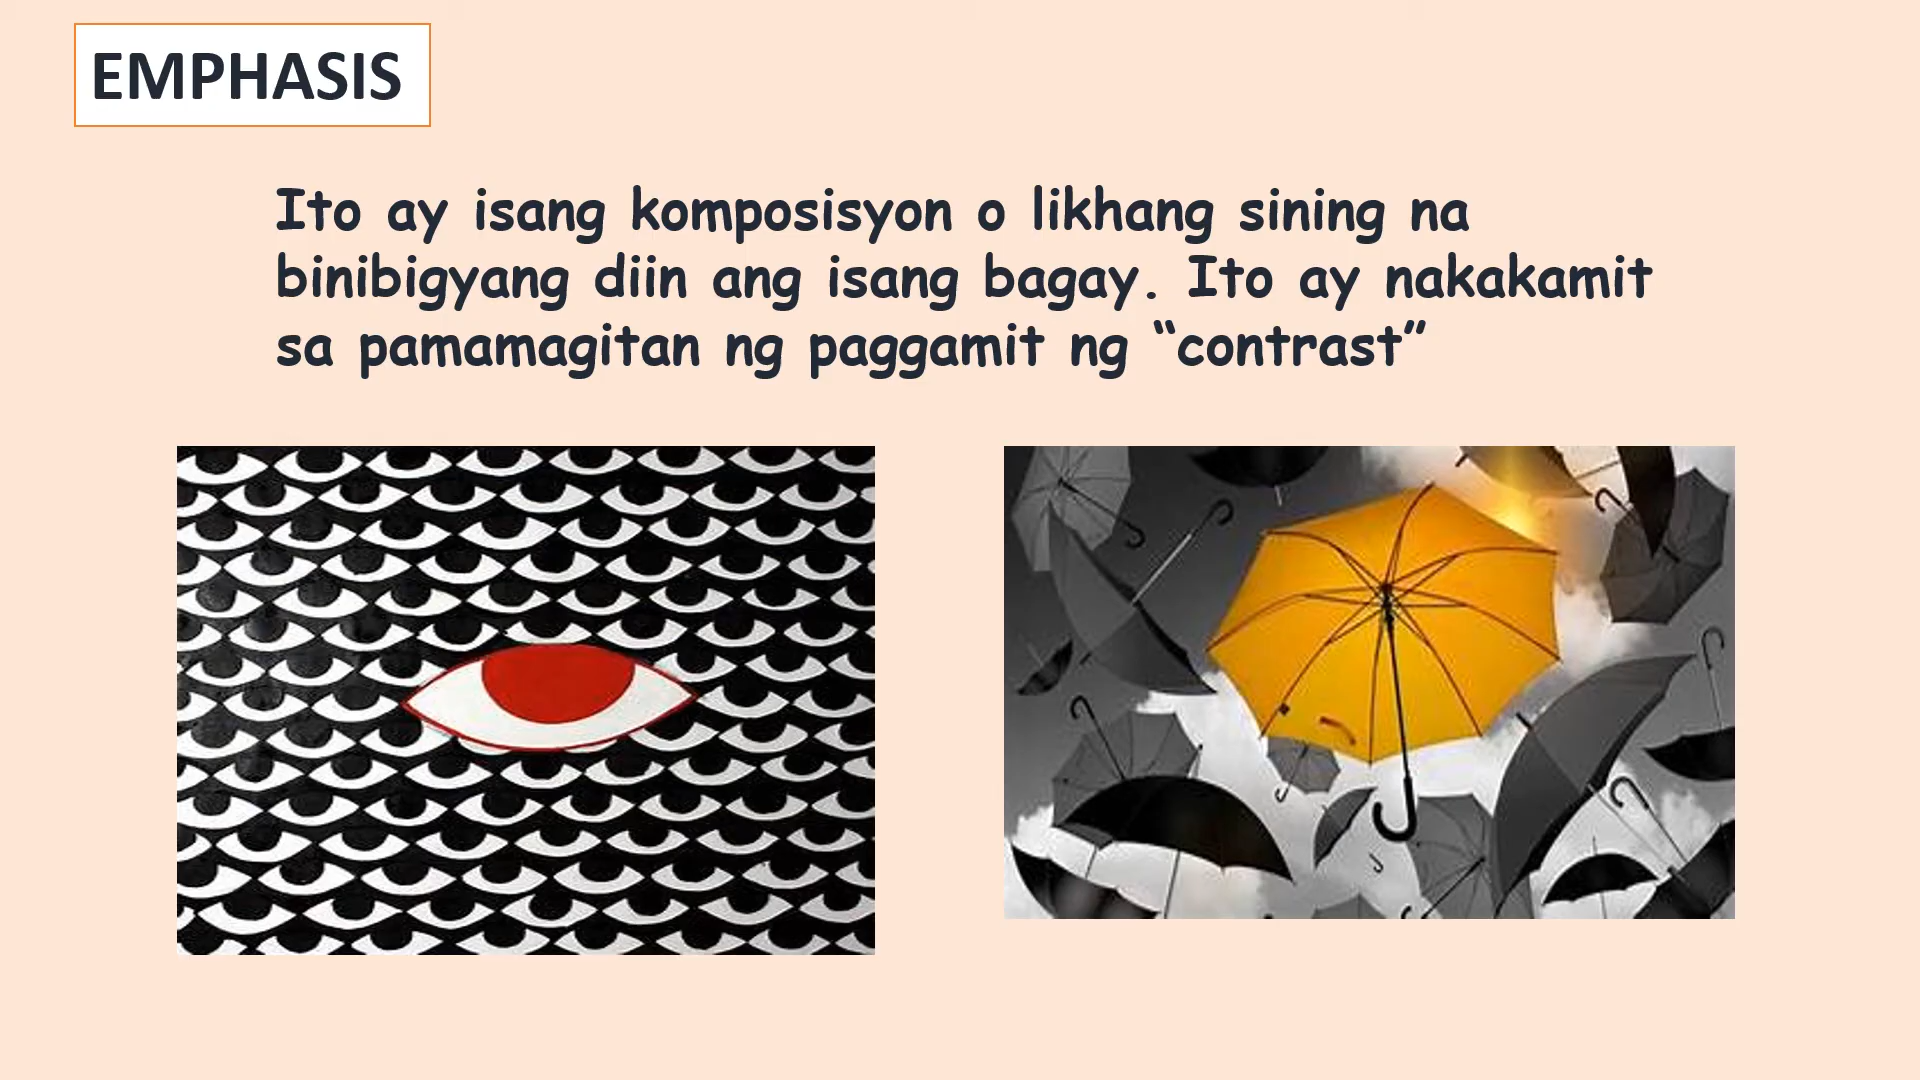 EMPHASIS
Ito ay isang komposisyon o likhang sining na
binibigyang diin ang isang bagay. Ito ay nakakamit
sa pamamagitan ng paggamit ng “contrast”